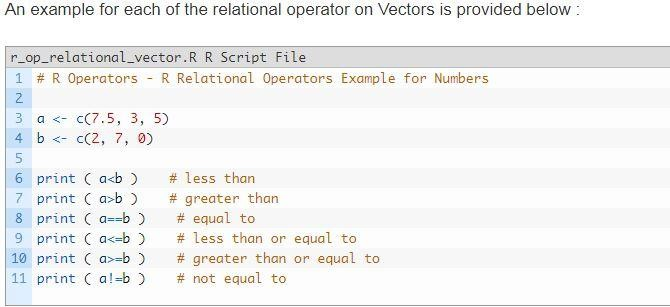 An example for each of the relational operator on Vectors is provided below :
r_op_relational_vector.R R Script File
1 # R Operators - R Relational Operators Example for Numbers
2
3 a <- c(7.5, 3, 5)
4 b <- c(2, 7, 0)
5
6 print ( a<b )    # less than
7 print ( a>b )    # greater than
8 print ( a==b )    # equal to
9 print ( a<=b )    # less than or equal to
10 print ( a>=b )    # greater than or equal to
11 print ( a!=b )    # not equal to